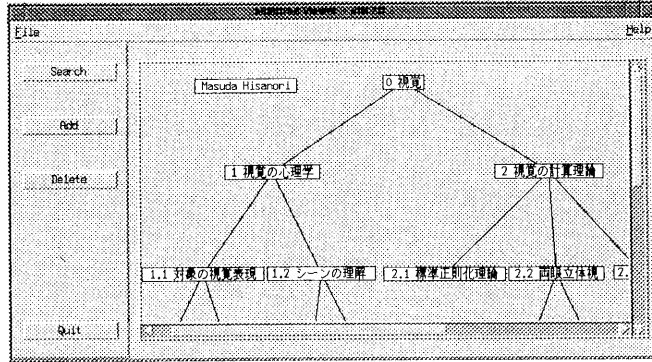 File
Help
Search
Add
Delete
Quit
Masuda Hisanori
0 視覚
1 視覚の心理学
2 視覚の計算理論
1.1 対象の視覚表現
1.2 シーンの理解
2.1 標準正則化理論
2.2 両眼立体視
2.